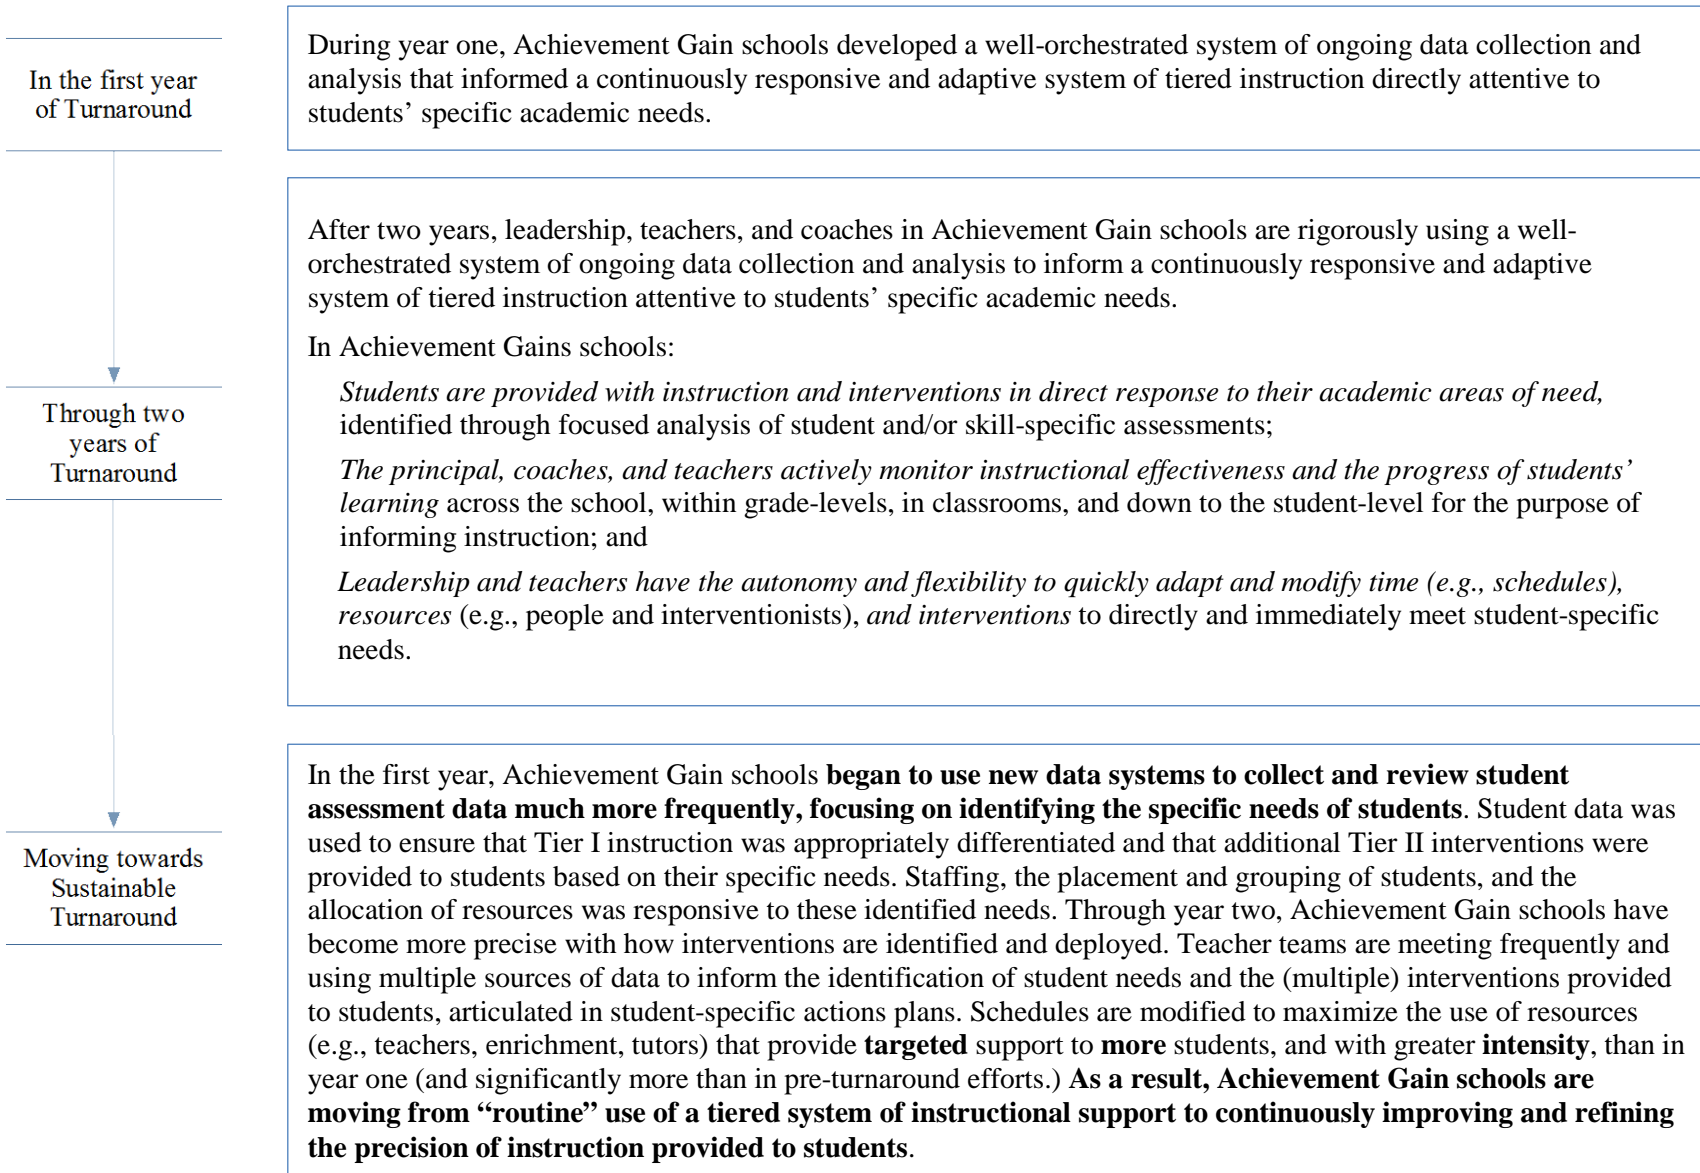 In the first year
of Turnaround
During year one, Achievement Gain schools developed a well-orchestrated system of ongoing data collection and
analysis that informed a continuously responsive and adaptive system of tiered instruction directly attentive to
students’ specific academic needs.
Through two
years of
Turnaround
After two years, leadership, teachers, and coaches in Achievement Gain schools are rigorously using a well-
orchestrated system of ongoing data collection and analysis to inform a continuously responsive and adaptive
system of tiered instruction attentive to students’ specific academic needs.
In Achievement Gains schools:
Students are provided with instruction and interventions in direct response to their academic areas of need,
identified through focused analysis of student and/or skill-specific assessments;
The principal, coaches, and teachers actively monitor instructional effectiveness and the progress of students’
learning across the school, within grade-levels, in classrooms, and down to the student-level for the purpose of
informing instruction; and
Leadership and teachers have the autonomy and flexibility to quickly adapt and modify time (e.g., schedules),
resources (e.g., people and interventionists), and interventions to directly and immediately meet student-specific
needs.
Moving towards
Sustainable
Turnaround
In the first year, Achievement Gain schools began to use new data systems to collect and review student
assessment data much more frequently, focusing on identifying the specific needs of students. Student data was
used to ensure that Tier I instruction was appropriately differentiated and that additional Tier II interventions were
provided to students based on their specific needs. Staffing, the placement and grouping of students, and the
allocation of resources was responsive to these identified needs. Through year two, Achievement Gain schools have
become more precise with how interventions are identified and deployed. Teacher teams are meeting frequently and
using multiple sources of data to inform the identification of student needs and the (multiple) interventions provided
to students, articulated in student-specific actions plans. Schedules are modified to maximize the use of resources
(e.g., teachers, enrichment, tutors) that provide targeted support to more students, and with greater intensity, than in
year one (and significantly more than in pre-turnaround efforts.) As a result, Achievement Gain schools are
moving from “routine” use of a tiered system of instructional support to continuously improving and refining
the precision of instruction provided to students.